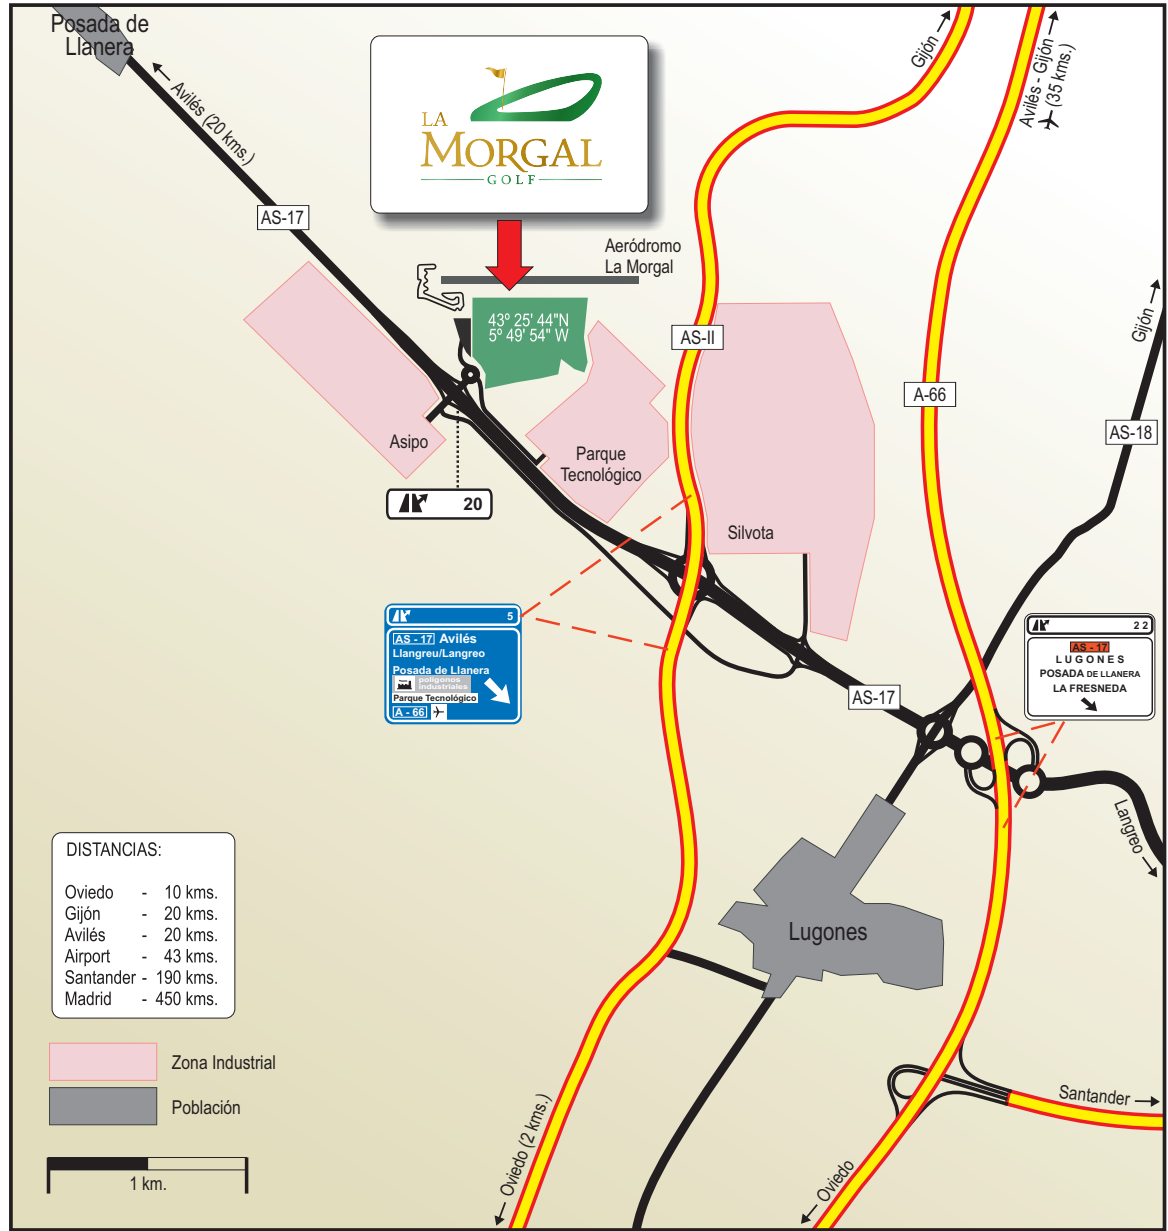 Posada de
Llanera
Avilés (20 kms.)
AS-17
LA
MORGAL
GOLF
Aeródromo
La Morgal
43º 25' 44"N
5º 49' 54" W
Gijón
Avilés - Gijón
(35 kms.)
AS-II
A-66
Gijón
AS-18
Asipo
Parque
Tecnológico
20
Silvota
5
AS - 17 Avilés
Llangreu/Langreo
Posada de Llanera
polígonos
industriales
Parque Tecnológico
A - 66
22
AS - 17
LUGONES
POSADA DE LLANERA
LA FRESNEDA
AS-17
Langreo
Lugones
DISTANCIAS:
Oviedo - 10 kms.
Gijón - 20 kms.
Avilés - 20 kms.
Airport - 43 kms.
Santander - 190 kms.
Madrid - 450 kms.
Zona Industrial
Población
1 km.
Oviedo (2 kms.)
Oviedo
Santander